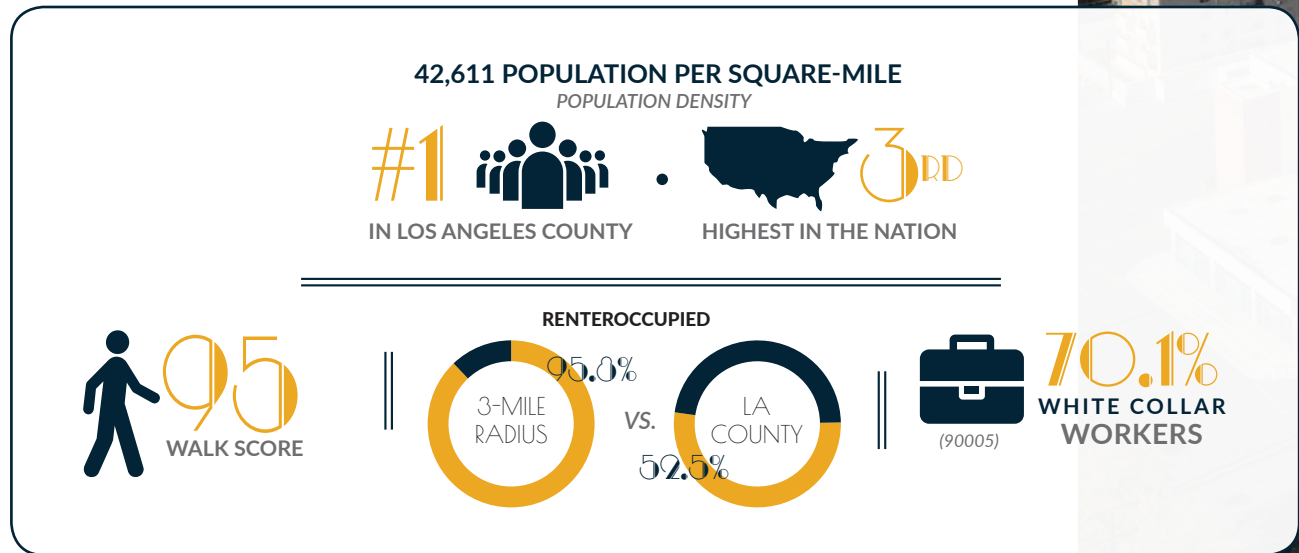 42,611 POPULATION PER SQUARE-MILE
POPULATION DENSITY
#1
3RD
IN LOS ANGELES COUNTY
HIGHEST IN THE NATION
95
WALK SCORE
RENTEROCCUPIED
95.8%
3-MILE
RADIUS
VS.
LA
COUNTY
52.5%
(90005)
70.1%
WHITE COLLAR
WORKERS